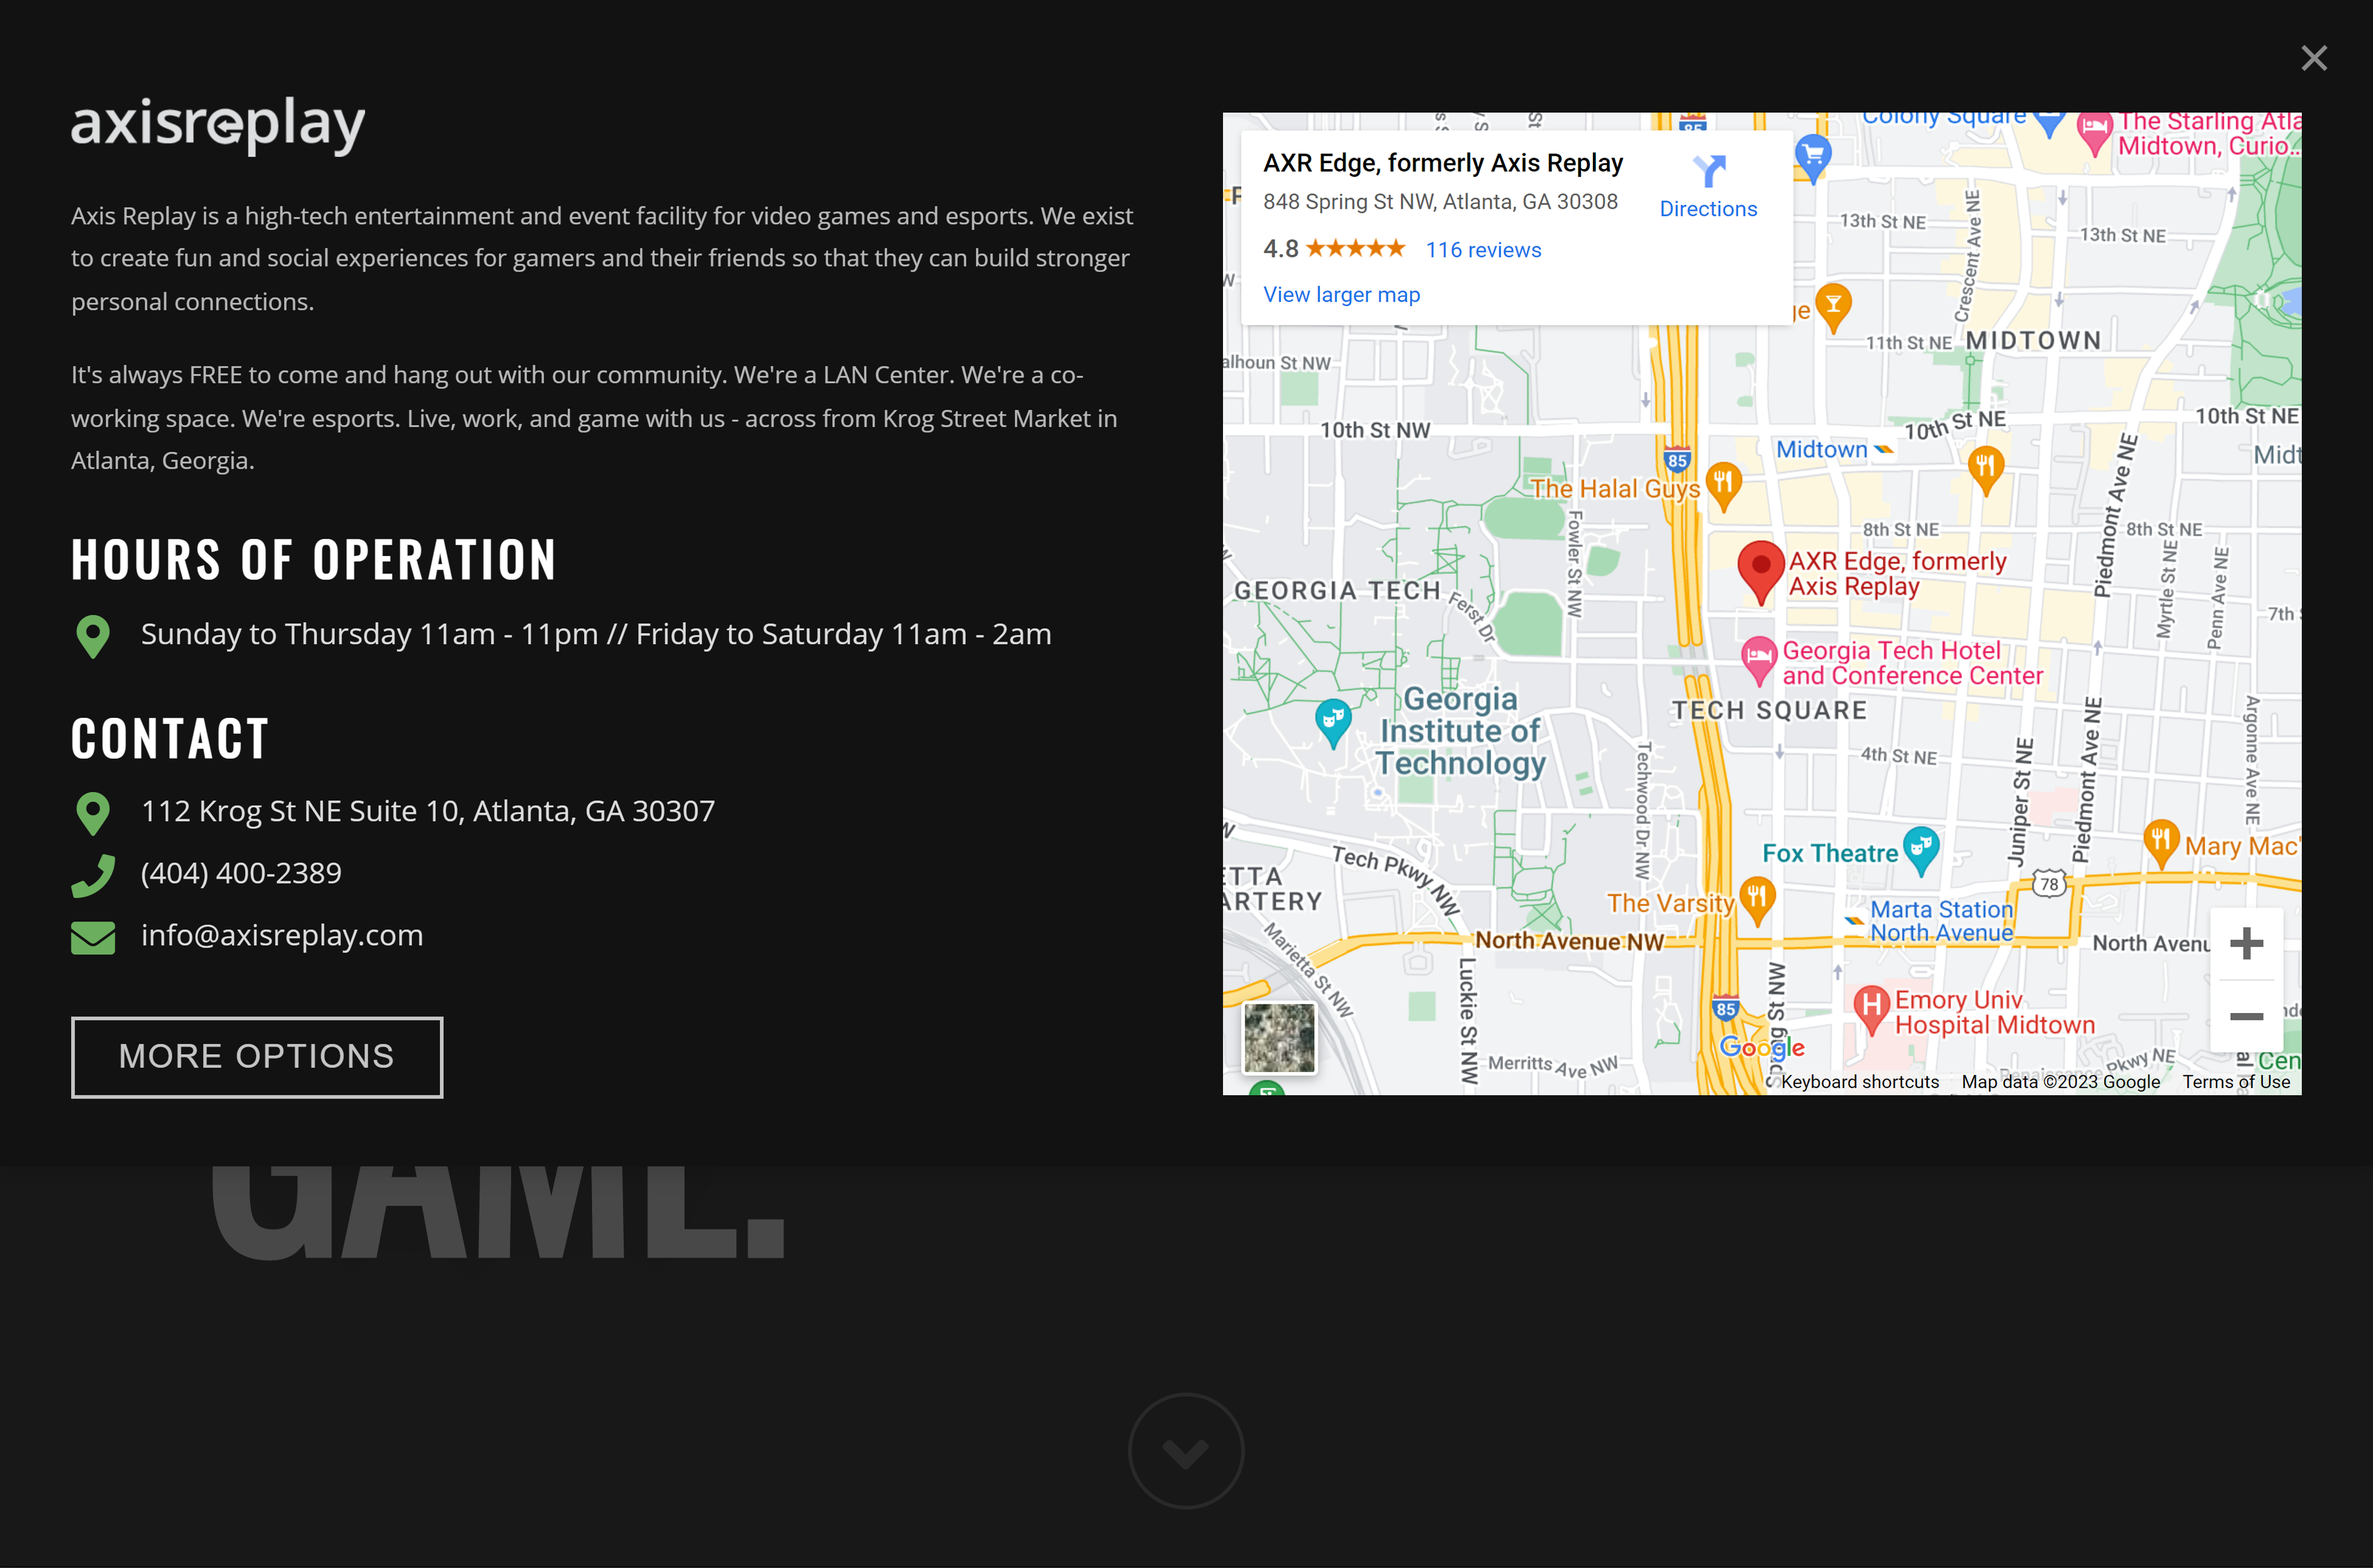 axisreplay
Axis Replay is a high-tech entertainment and event facility for video games and esports. We exist
to create fun and social experiences for gamers and their friends so that they can build stronger
personal connections.
It's always FREE to come and hang out with our community. We're a LAN Center. We're a co-
working space. We're esports. Live, work, and game with us - across from Krog Street Market in
Atlanta, Georgia.
HOURS OF OPERATION
Sunday to Thursday 11am - 11pm // Friday to Saturday 11am - 2am
CONTACT
112 Krog St NE Suite 10, Atlanta, GA 30307
(404) 400-2389
info@axisreplay.com
MORE OPTIONS
GAME.
AXR Edge, formerly Axis Replay
848 Spring St NW, Atlanta, GA 30308
Directions
4.8
116 reviews
View larger map
85
Colony Square
The Starling Atla
Midtown, Curio...
13th St NE
13th St NE
Crescent Ave NE
ge
11th St NE
MIDTOWN
alhoun St NW
10th St NW
10th St NE
10th St NE
Midtown
Midt
85
The Halal Guys
Piedmont Ave NE
8th St NE
8th St NE
Fowler St NW
AXR Edge, formerly
Axis Replay
Myrtle St NE
Penn Ave NE
GEORGIA TECH
Ferst Dr
7th
Georgia Tech Hotel
and Conference Center
TECH SQUARE
Georgia
Institute of
Technology
Techwood Dr NW
4th St NE
Juniper St NE
Piedmont Ave NE
Argonne Ave NE
Tech Pkwy NW
Fox Theatre
Mary Mac'
78
ETTA
ARTERY
The Varsity
Marta Station
North Avenue
North Avenue NW
North Avenu
Marietta St NW
Luckie St NW
85
Spring St NW
H
Emory Univ
Hospital Midtown
Merritts Ave NW
Google
Pkwy NE
Cen
Keyboard shortcuts
Map data ©2023 Google
Terms of Use